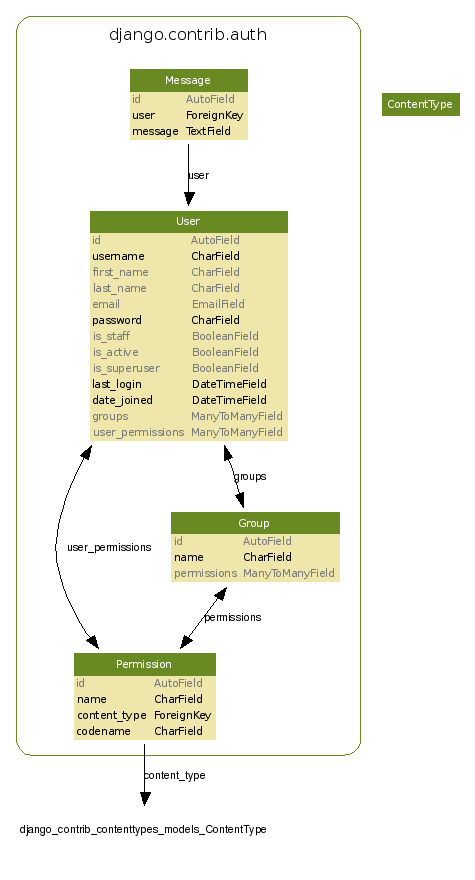 django.contrib.auth
Message
id AutoField
user ForeignKey
message TextField
ContentType
user
User
id AutoField
username CharField
first_name CharField
last_name CharField
email EmailField
password CharField
is_staff BooleanField
is_active BooleanField
is_superuser BooleanField
last_login DateTimeField
date_joined DateTimeField
groups ManyToManyField
user_permissions ManyToManyField
groups
Group
id AutoField
name CharField
permissions ManyToManyField
user_permissions
permissions
Permission
id AutoField
name CharField
content_type ForeignKey
codename CharField
content_type
django_contrib_contenttypes_models_ContentType